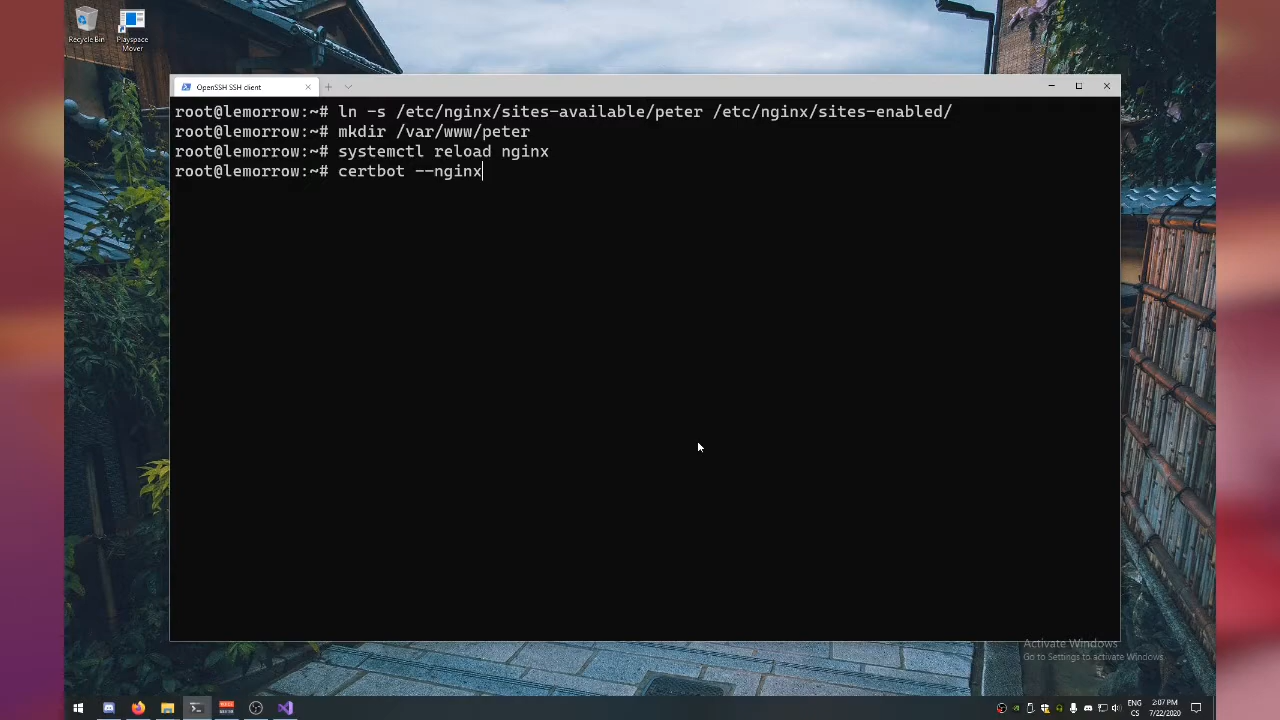 Recycle Bin
Playspace
Mover
OpenSSH SSH client
root@lemorrow:~# ln -s /etc/nginx/sites-available/peter /etc/nginx/sites-enabled/
root@lemorrow:~# mkdir /var/www/peter
root@lemorrow:~# systemctl reload nginx
root@lemorrow:~# certbot --nginx
Activate Windows
Go to Settings to activate Windows.
ENG
CS
2:07 PM
7/22/2020